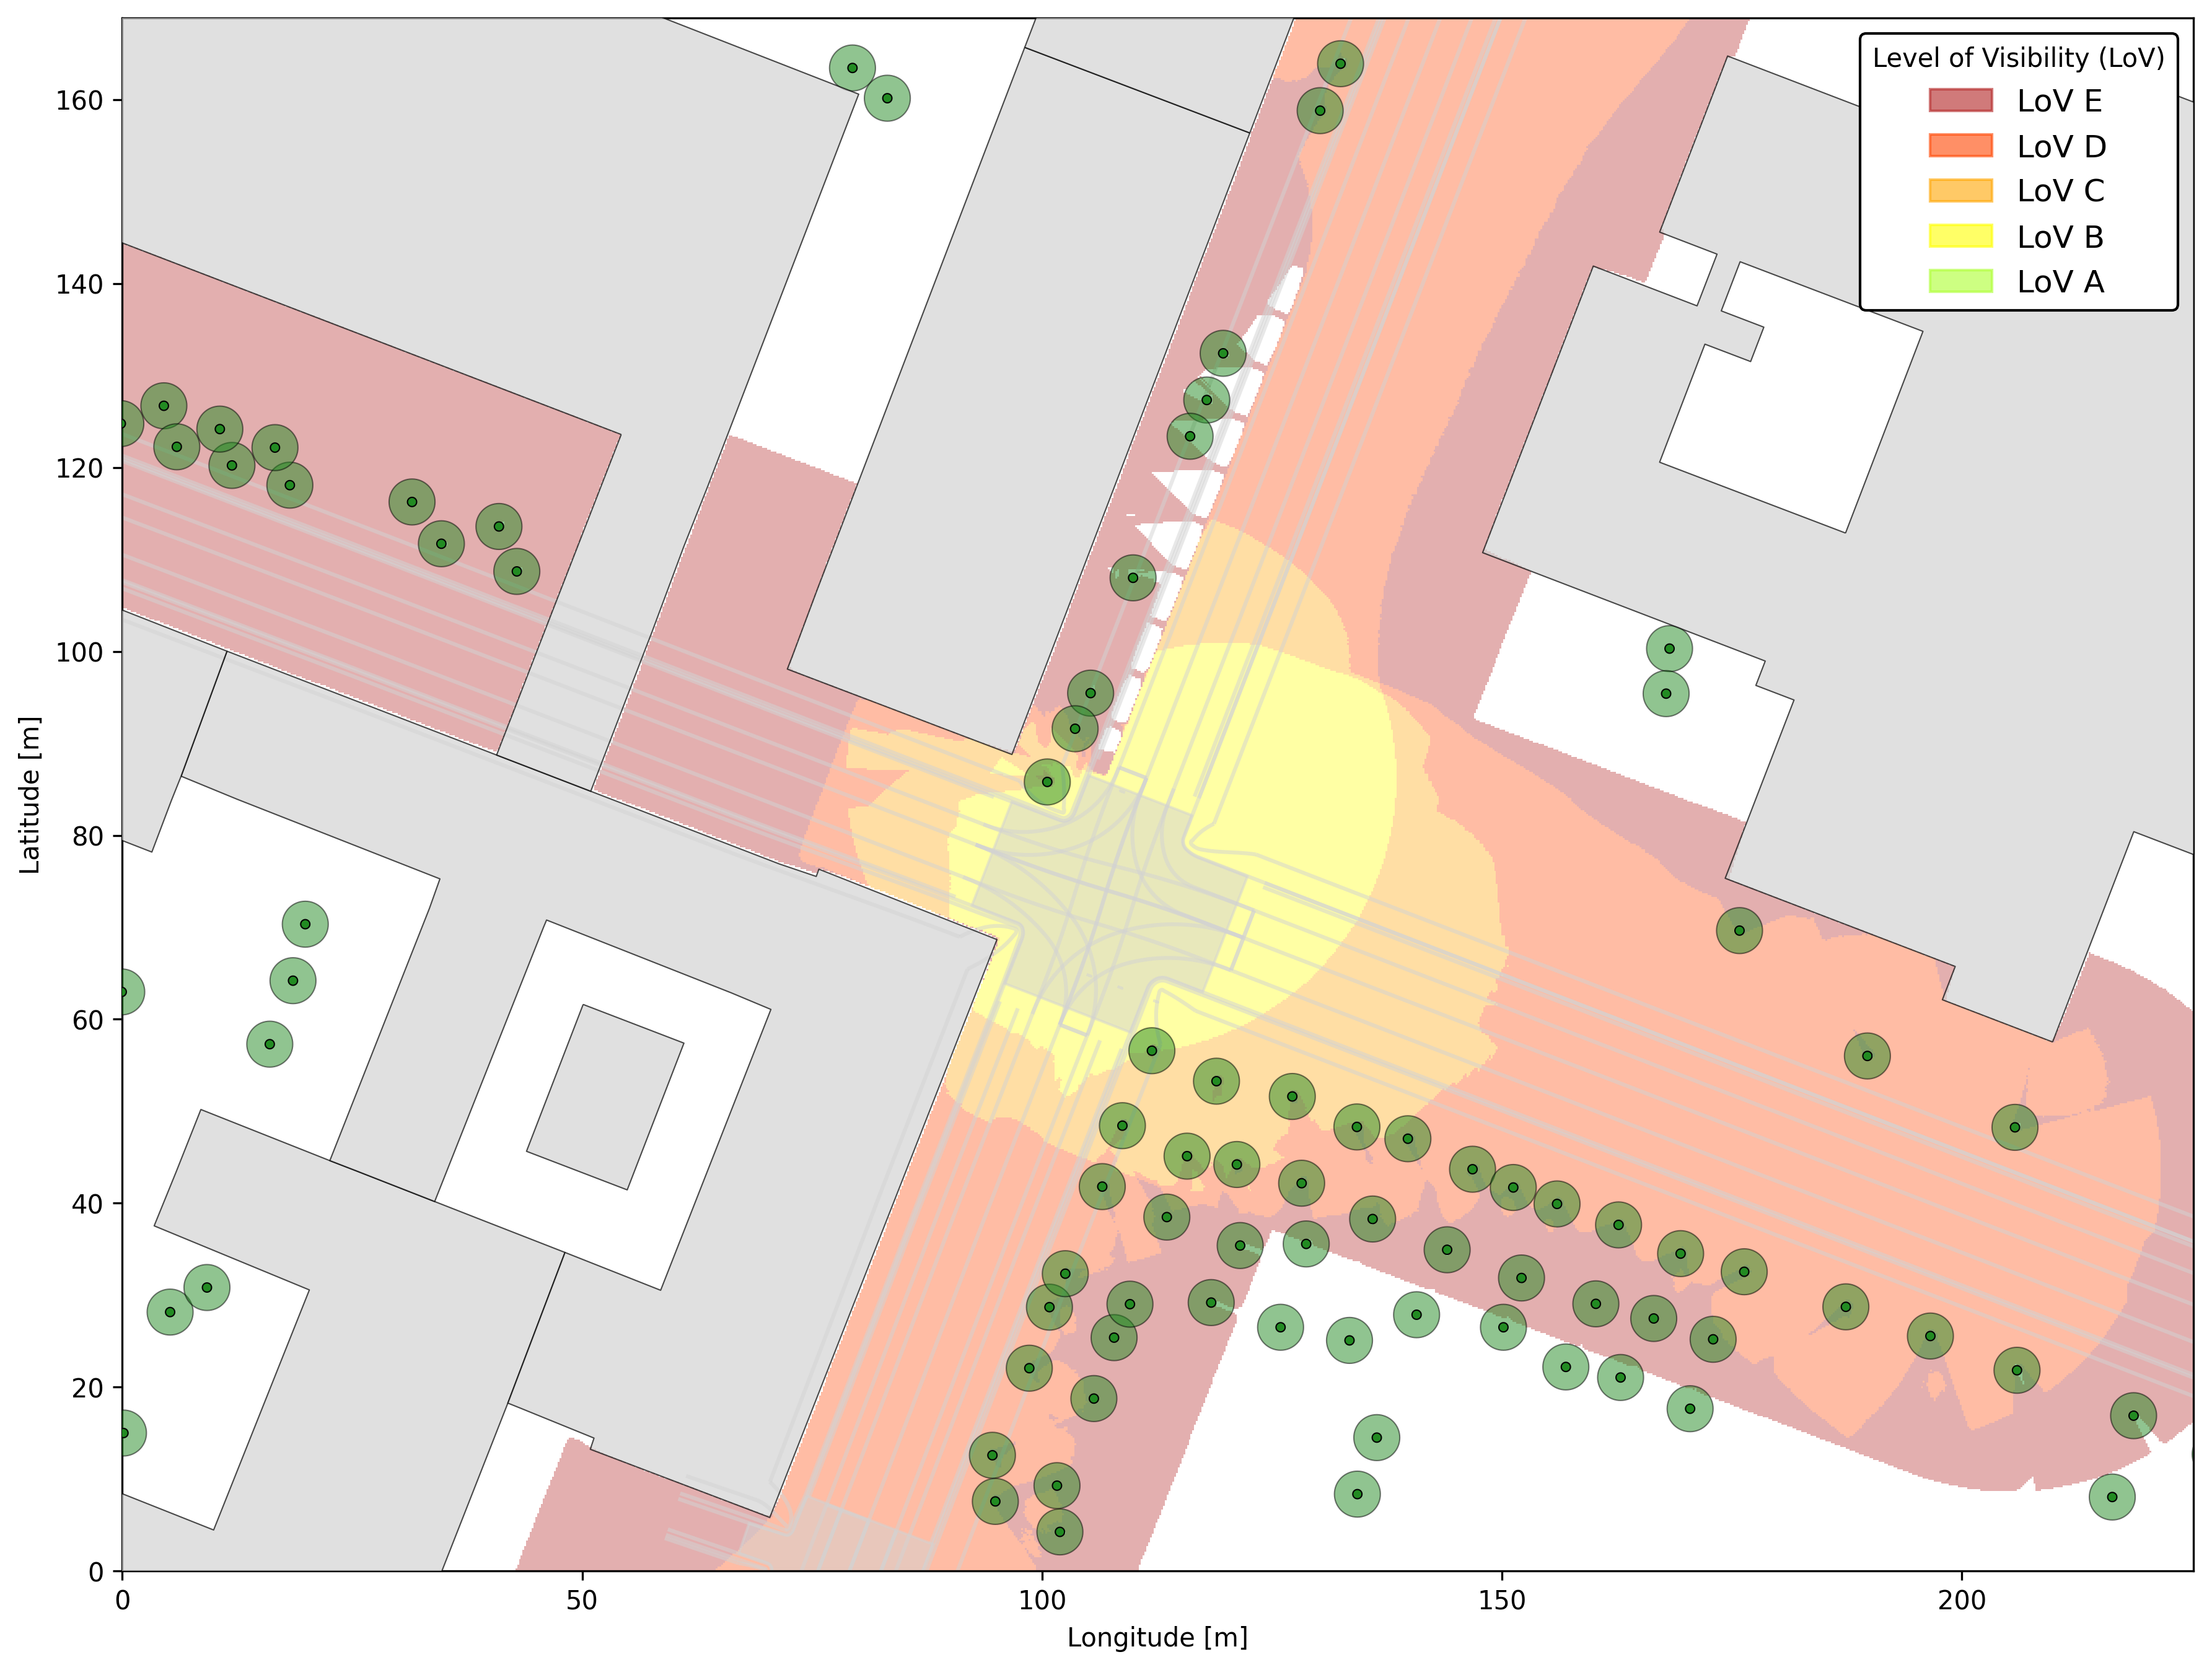 Level of Visibility (LoV)
LoV E
LoV D
LoV C
LoV B
LoV A
160
140
120
100
80
60
40
20
0
Latitude [m]
0 50 100 150 200
Longitude [m]